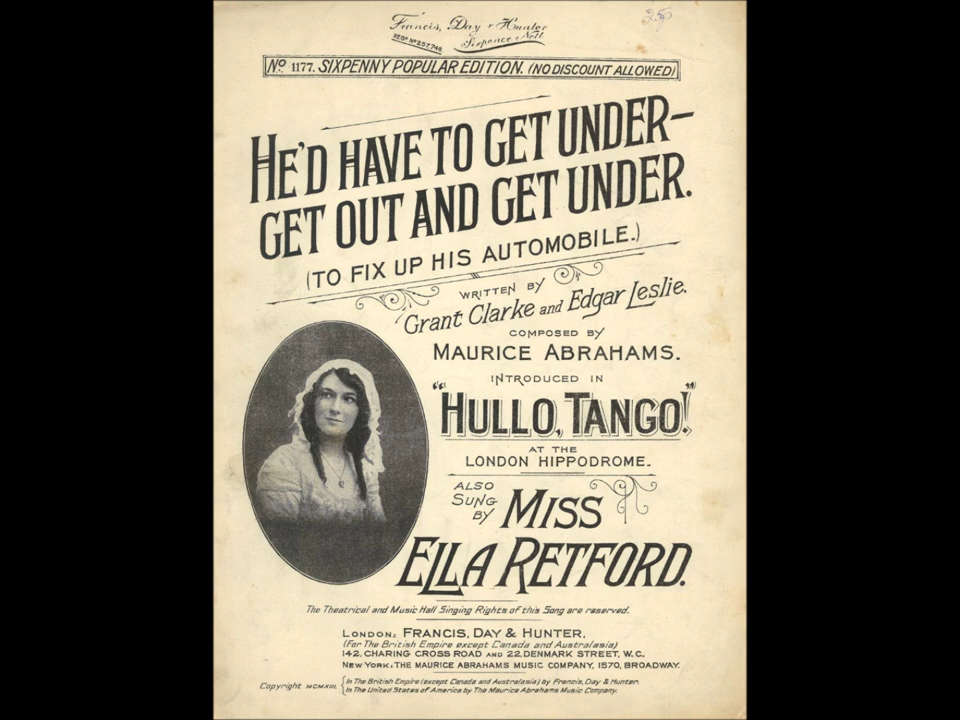 Francis, Day & Hunter
Regd No 257,748.
Sixpence Nett
No 1177. SIXPENNY POPULAR EDITION. (NO DISCOUNT ALLOWED)
HE'D HAVE TO GET UNDER—
GET OUT AND GET UNDER.
(TO FIX UP HIS AUTOMOBILE.)
WRITTEN BY
Grant Clarke and Edgar Leslie.
COMPOSED BY
MAURICE ABRAHAMS.
INTRODUCED IN
"HULLO, TANGO!"
AT THE
LONDON HIPPODROME.
ALSO
SUNG
BY
MISS
ELLA RETFORD.
The Theatrical and Music Hall Singing Rights of this Song are reserved.
LONDON: FRANCIS, DAY & HUNTER,
(For The British Empire except Canada and Australasia)
142, CHARING CROSS ROAD AND 22, DENMARK STREET, W.C.
NEW YORK: THE MAURICE ABRAHAMS MUSIC COMPANY, 1570, BROADWAY.
Copyright MCMXIII. { In The British Empire (except Canada and Australasia) by Francis, Day & Hunter.
In The United States of America by The Maurice Abrahams Music Company.